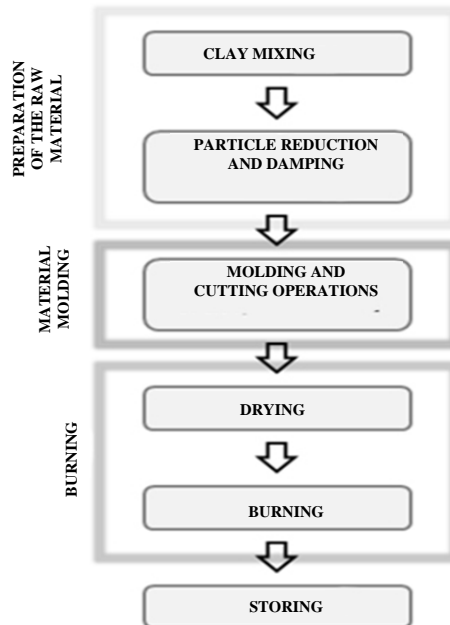 PREPARATION
OF THE RAW
MATERIAL
CLAY MIXING
PARTICLE REDUCTION
AND DAMPING
MATERIAL
MOLDING
MOLDING AND
CUTTING OPERATIONS
BURNING
DRYING
BURNING
STORING